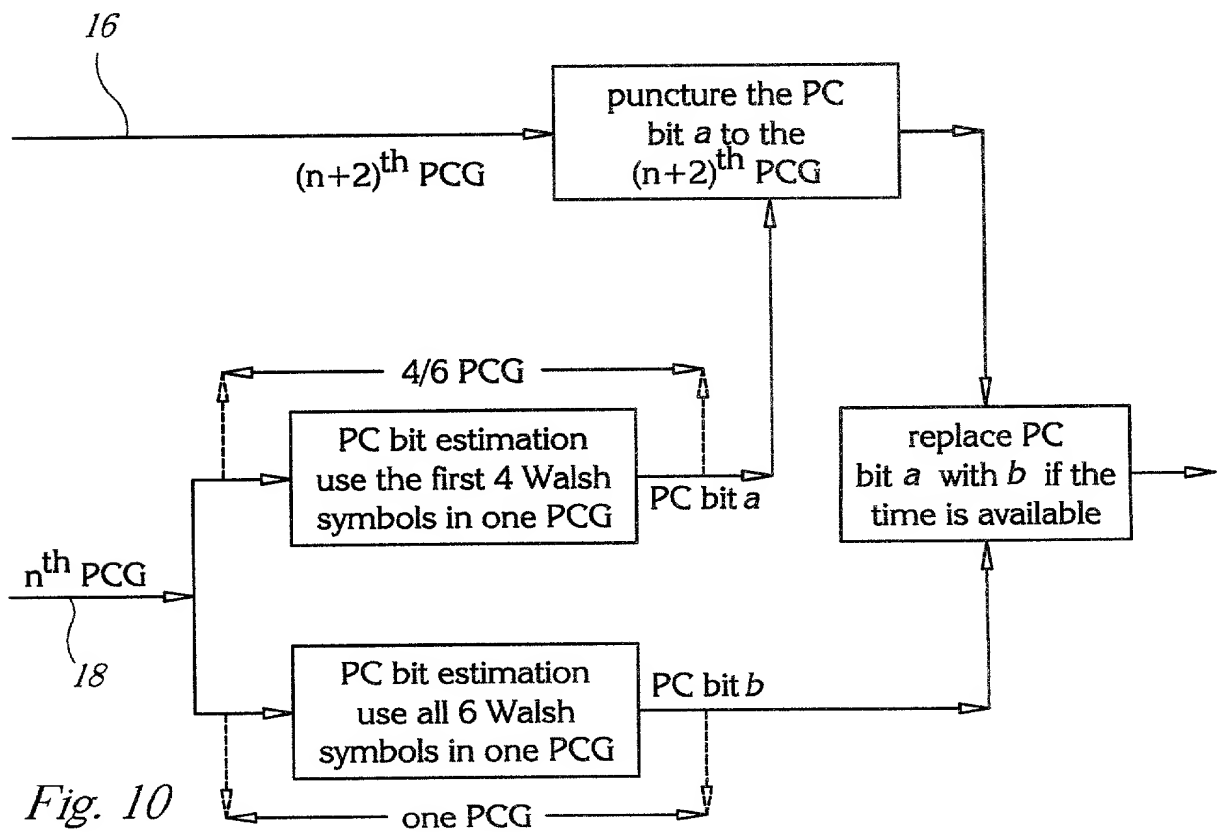 16
(n+2)th PCG
puncture the PC
bit a to the
(n+2)th PCG
4/6 PCG
PC bit estimation
use the first 4 Walsh
symbols in one PCG
PC bit a
replace PC
bit a with b if the
time is available
nth PCG
18
PC bit estimation
use all 6 Walsh
symbols in one PCG
PC bit b
one PCG
Fig. 10